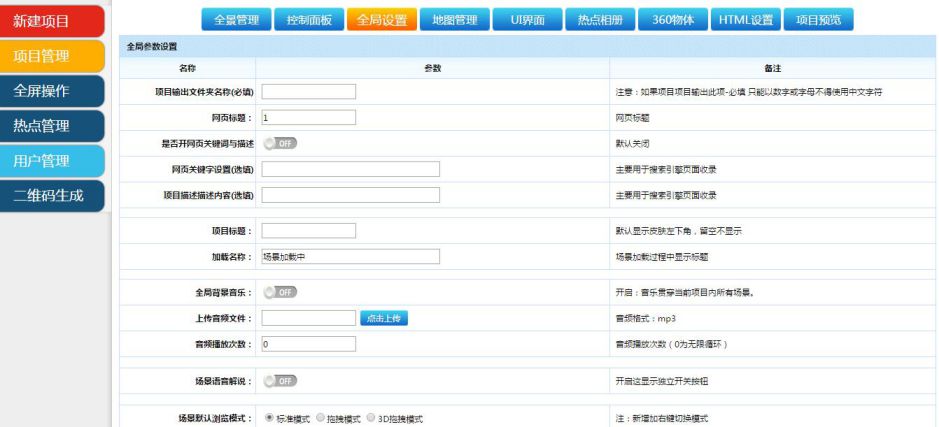 新建项目
项目管理
全屏操作
热点管理
用户管理
二维码生成
全景管理 控制面板 全局设置 地图管理 UI界面 热点相册 360物体 HTML设置 项目预览
全局参数设置
名称 参数 备注
项目输出文件夹名称(必填) 注意：如果项目项目输出此项-必填 只能以数字或字母不得使用中文字符
网页标题： 1 网页标题
是否开网页关键词与描述 OFF 默认关闭
网页关键字设置(选填) 主要用于搜索引擎页面收录
项目描述描述内容(选填) 主要用于搜索引擎页面收录
项目标题： 默认显示皮肤左下角，留空不显示
加载名称： 场景加载中 场景加载过程中显示标题
全局背景音乐： OFF 开启：音乐贯穿当前项目内所有场景。
上传音频文件： 点击上传 音频格式：mp3
音频播放次数： 0 音频播放次数（0为无限循环）
场景语音解说： OFF 开启这显示独立开关按钮
场景默认浏览模式： 标准模式 拖拽模式 3D拖拽模式 注：新增加右键切换模式